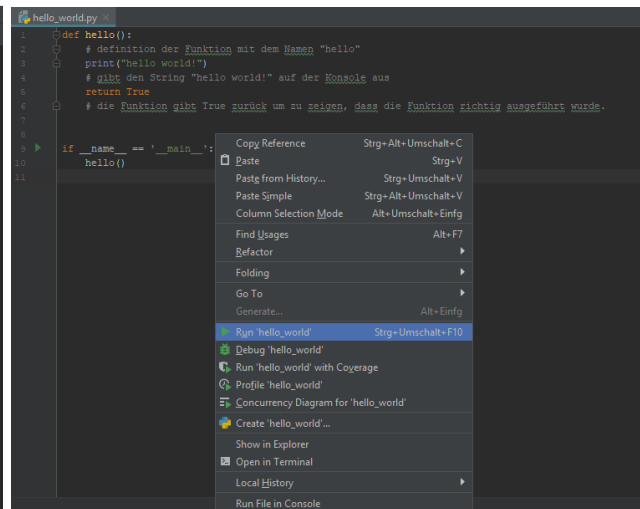 hello_world.py
1 def hello():
2 # definition der Funktion mit dem Namen "hello"
3 print("hello world!")
4 # gibt den String "hello world!" auf der Konsole aus
5 return True
6 # die Funktion gibt True zurück um zu zeigen, dass die Funktion richtig ausgeführt wurde.
7
8
9 if __name__ == '__main__':
10 hello()
11
Copy Reference Strg+Alt+Umschalt+C
Paste Strg+V
Paste from History... Strg+Umschalt+V
Paste Simple Strg+Alt+Umschalt+V
Column Selection Mode Alt+Umschalt+Einfg
Find Usages Alt+F7
Refactor
Folding
Go To
Generate... Alt+Einfg
Run 'hello_world' Strg+Umschalt+F10
Debug 'hello_world'
Run 'hello_world' with Coverage
Profile 'hello_world'
Concurrency Diagram for 'hello_world'
Create 'hello_world'...
Show in Explorer
Open in Terminal
Local History
Run File in Console